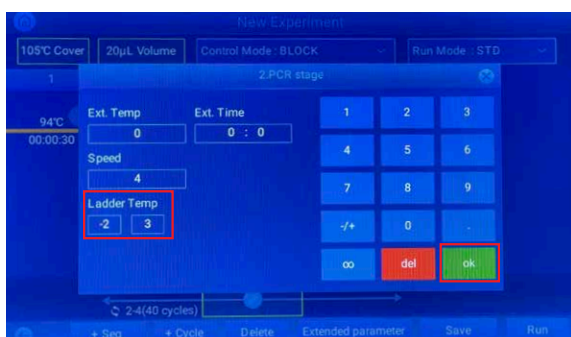 New Experiment
105℃ Cover 20μL Volume Control Mode : BLOCK Run Mode : STD
1 2.PCR stage
Ext. Temp Ext. Time 1 2 3
94℃ 0 0 : 0
00:00:30
Speed 4 5 6
4
7 8 9
Ladder Temp
-2 3 -/+ 0 .
∞ del ok
2-4(40 cycles)
+ Seg + Cycle Delete Extended parameter Save Run